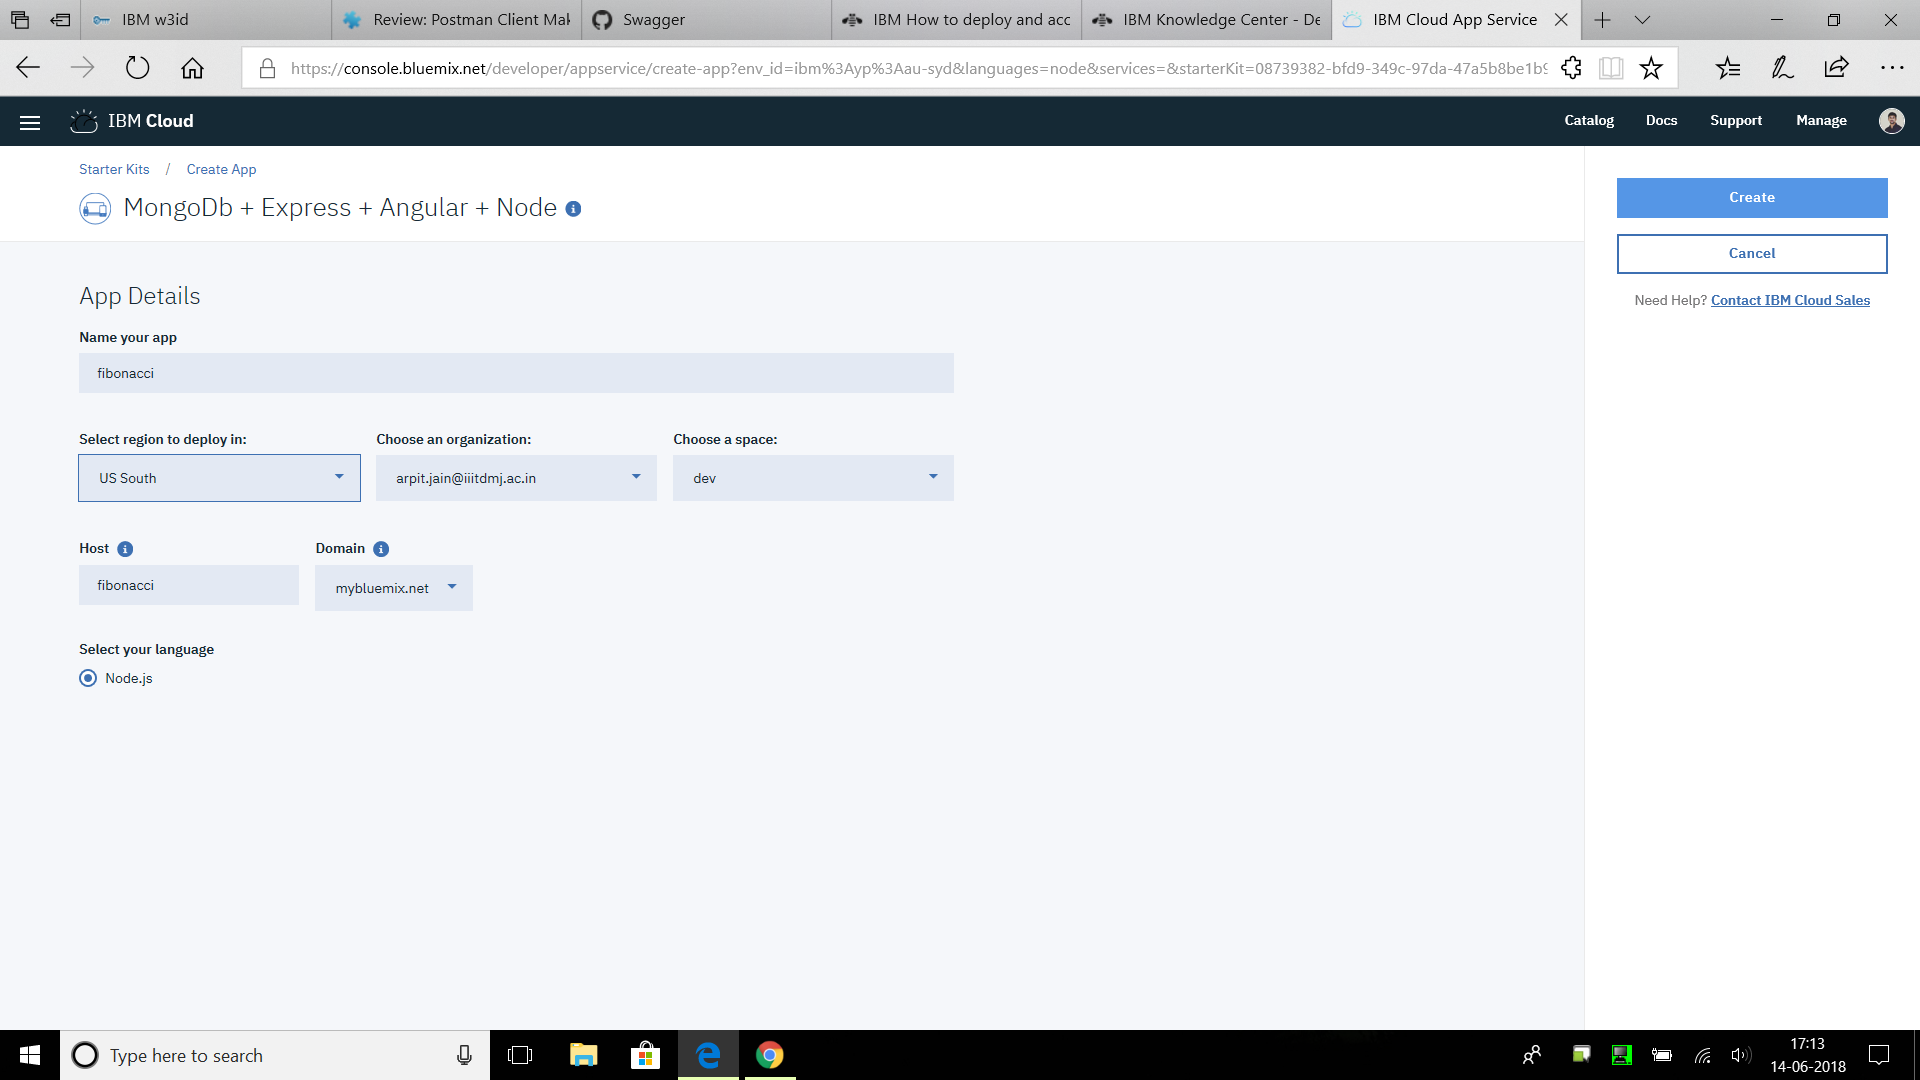 IBM w3id
Review: Postman Client Mak
Swagger
IBM How to deploy and acc
IBM Knowledge Center - De
IBM Cloud App Service
https://console.bluemix.net/developer/appservice/create-app?env_id=ibm%3Ayp%3Aau-syd&languages=node&services=&starterKit=08739382-bfd9-349c-97da-47a5b8be1b9
IBM Cloud
Catalog
Docs
Support
Manage
Starter Kits / Create App
MongoDb + Express + Angular + Node
Create
Cancel
Need Help? Contact IBM Cloud Sales
App Details
Name your app
fibonacci
Select region to deploy in:
Choose an organization:
Choose a space:
US South
arpit.jain@iiitdmj.ac.in
dev
Host
Domain
fibonacci
mybluemix.net
Select your language
Node.js
Type here to search
17:13
14-06-2018